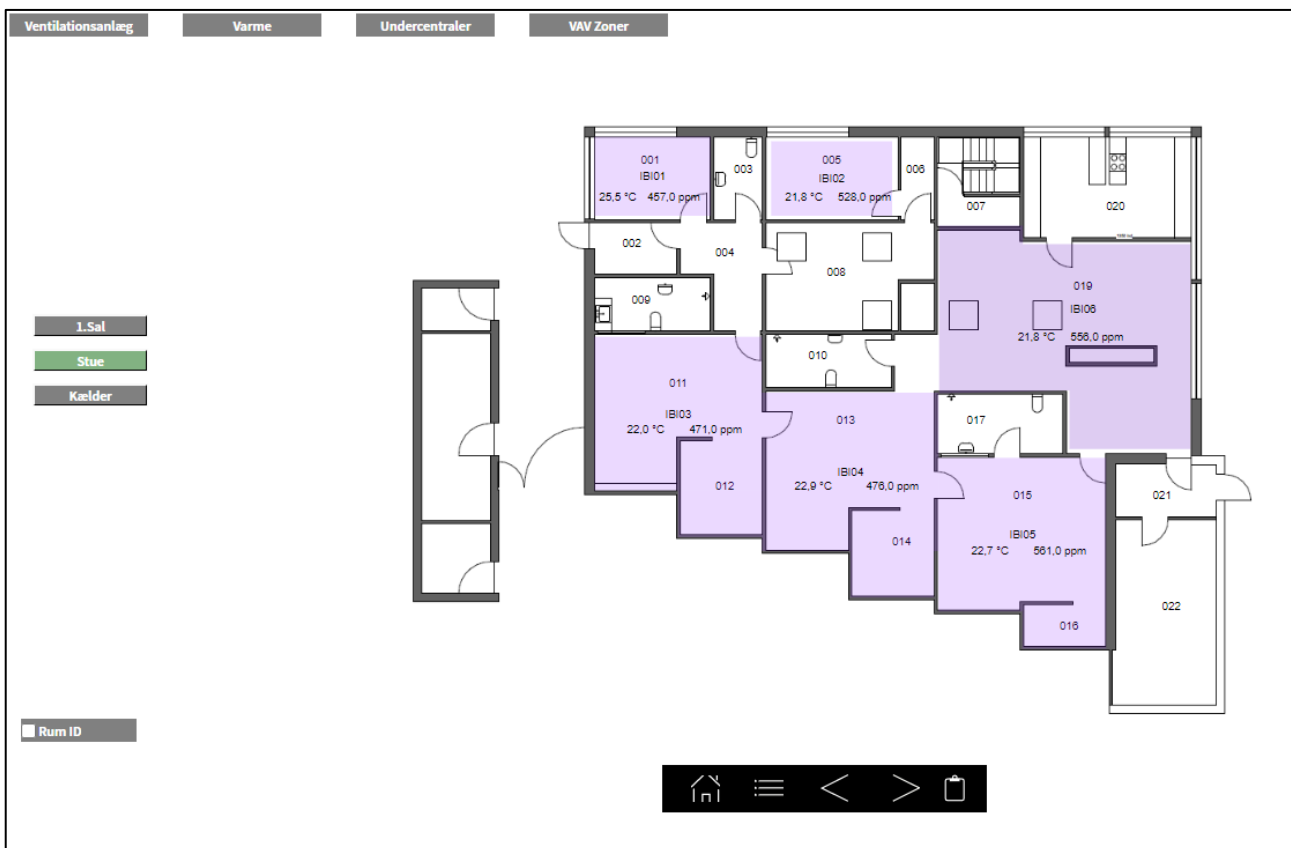 Ventilationsanlæg
Varme
Undercentraler
VAV Zoner
001
IBI01
25,5 °C 457,0 ppm
003
005
IBI02
21,8 °C 528,0 ppm
006
007
020
002
004
008
009
019
IBI06
21,8 °C 556,0 ppm
1.Sal
Stue
Kælder
010
011
IBI03
22,0 °C 471,0 ppm
012
013
IBI04
22,9 °C 476,0 ppm
014
017
015
IBI05
22,7 °C 561,0 ppm
016
021
022
Rum ID